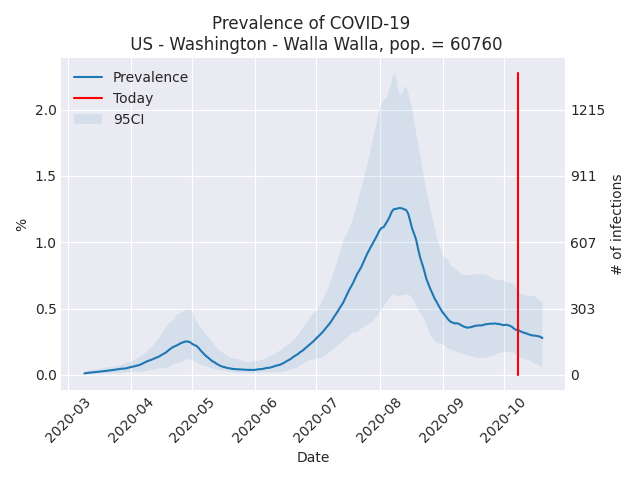 Prevalence of COVID-19
US - Washington - Walla Walla, pop. = 60760
Prevalence
Today
95CI
2.0
1.5
1.0
0.5
0.0
%
1215
911
607
303
0
# of infections
2020-03
2020-04
2020-05
2020-06
2020-07
2020-08
2020-09
2020-10
Date